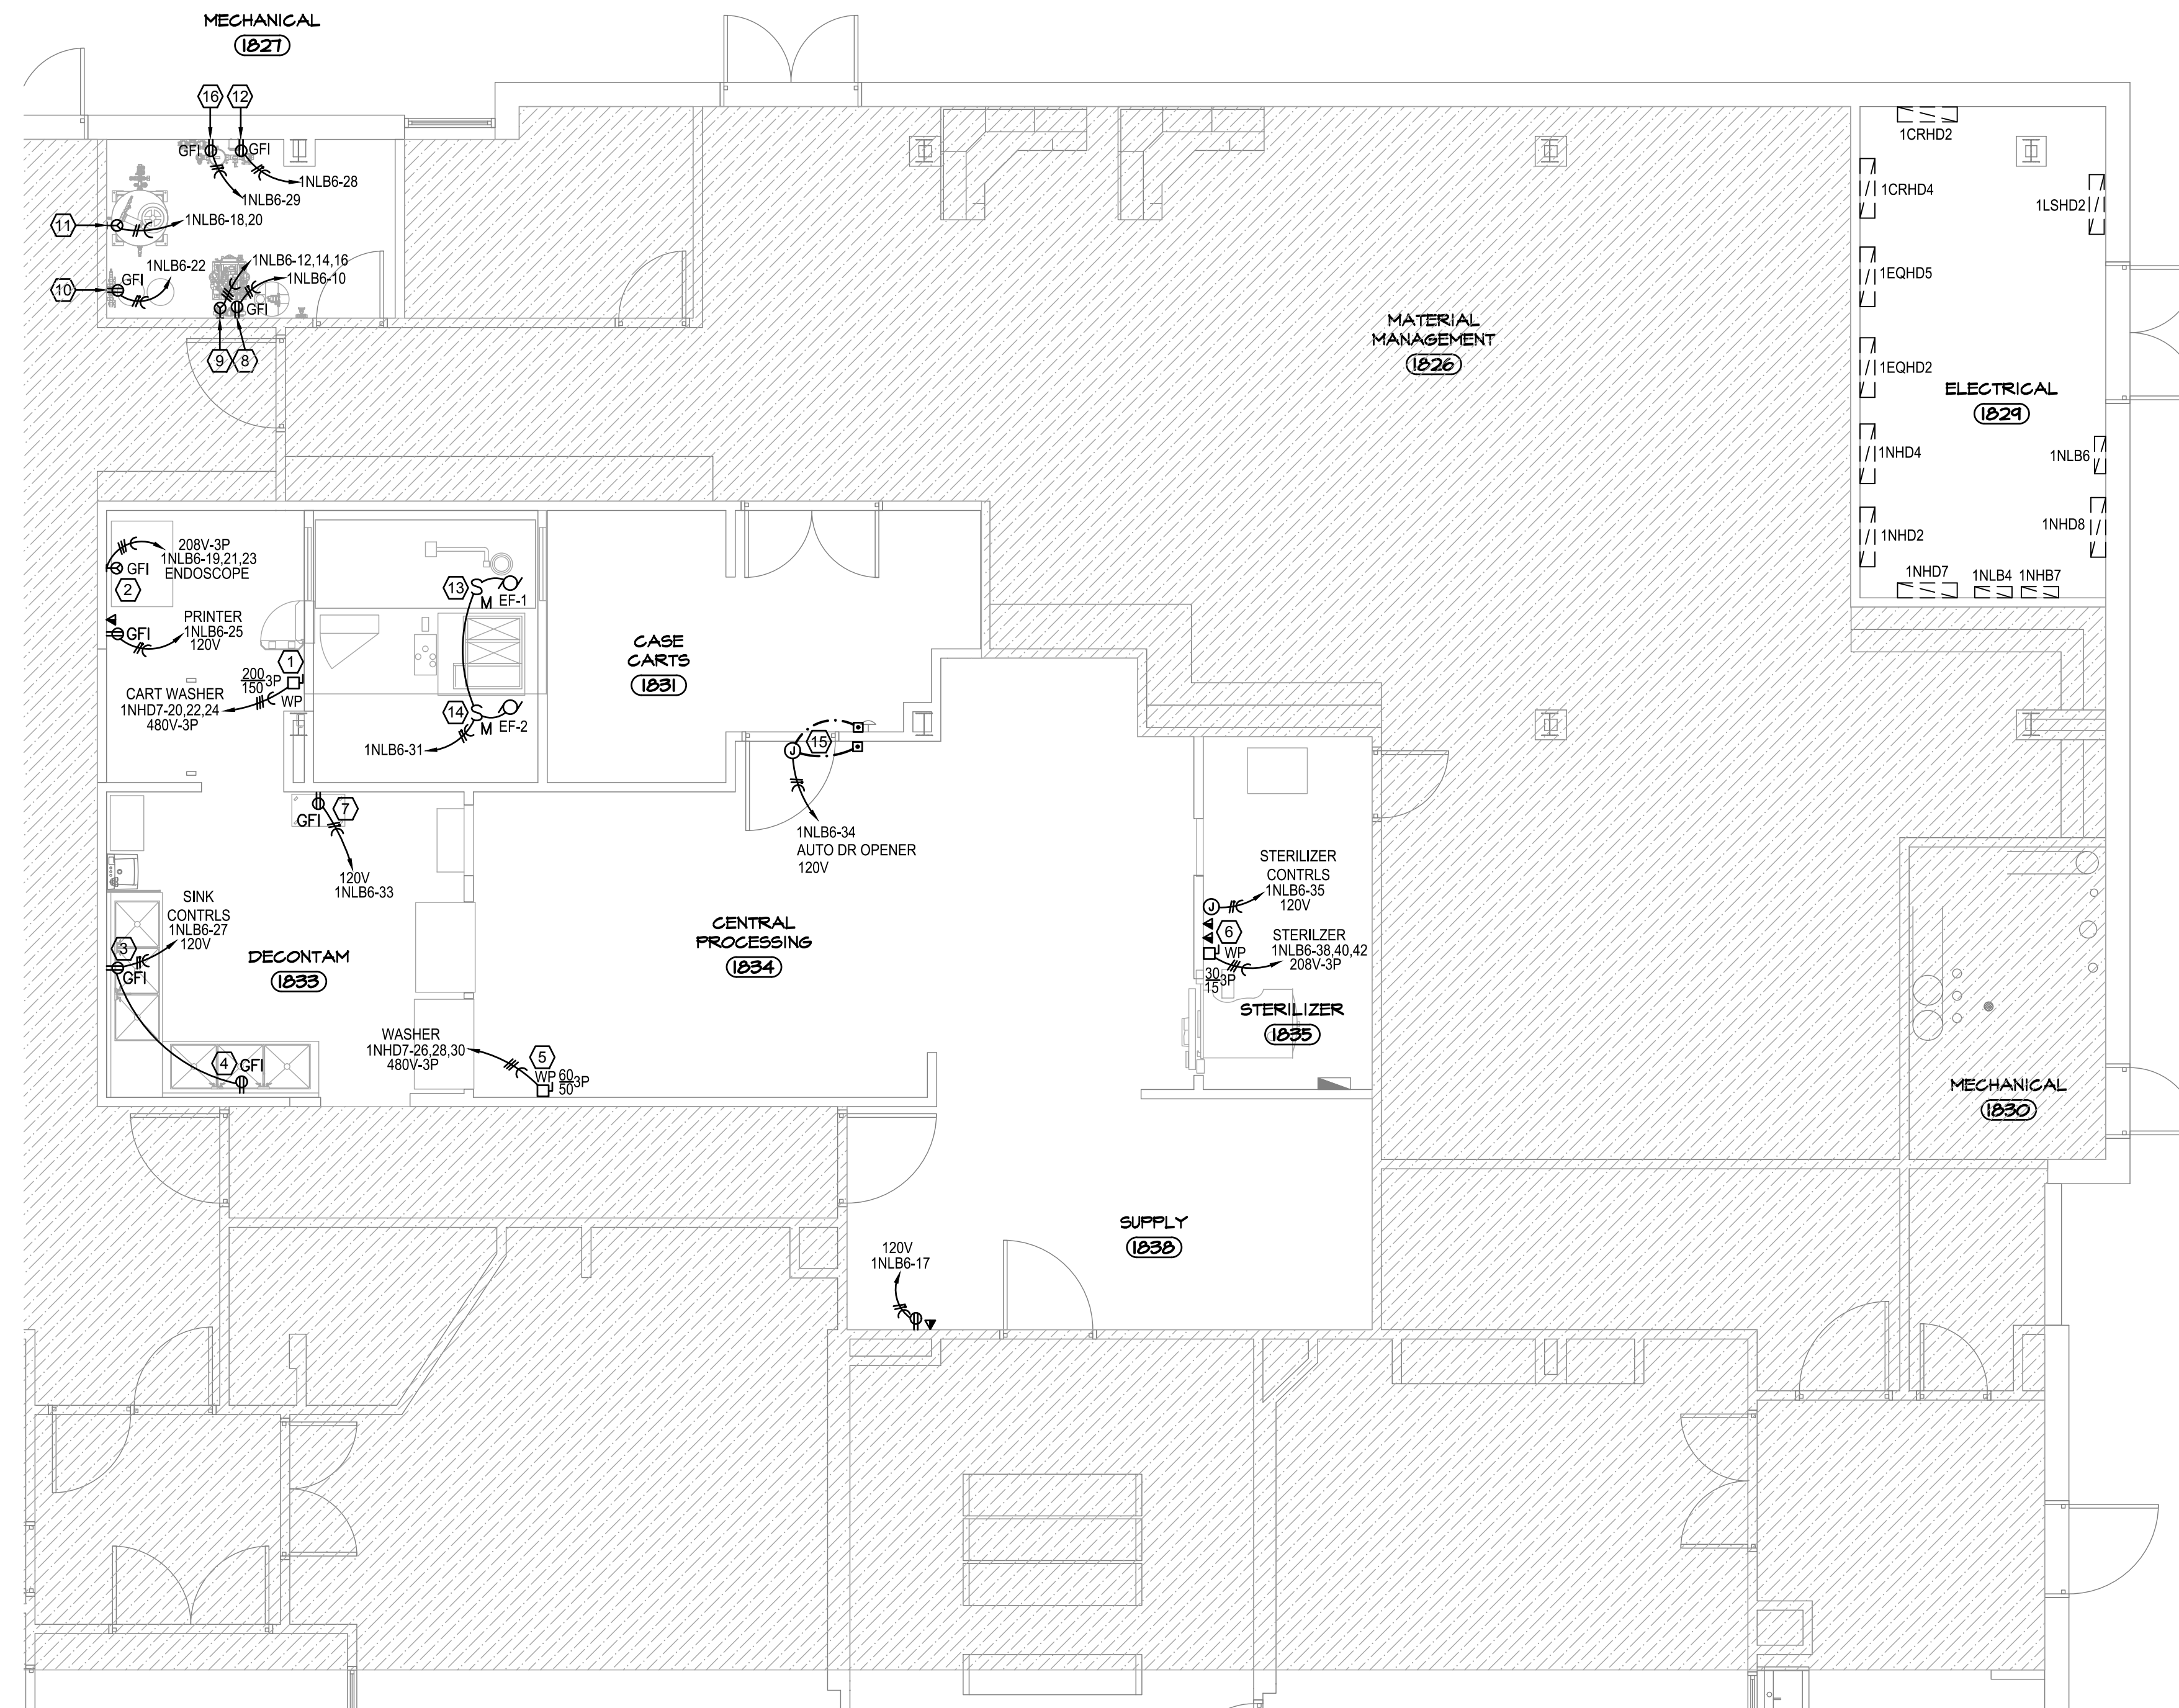 MECHANICAL
1827
16
12
GFI
GFI
1NLB6-28
1NLB6-29
11
1NLB6-18,20
1NLB6-12,14,16
1NLB6-22
1NLB6-10
10
GFI
GFI
9
8
MATERIAL
MANAGEMENT
1826
1CRHD2
1CRHD4
1LSHD2
1EQHD5
1EQHD2
ELECTRICAL
1829
1NHD4
1NLB6
1NHD8
1NHD2
1NHD7
1NLB4
1NHB7
208V-3P
1NLB6-19,21,23
ENDOSCOPE
GFI
2
PRINTER
1NLB6-25
120V
GFI
1
200
150
3P
WP
CART WASHER
1NHD7-20,22,24
480V-3P
13
S
M
EF-1
14
S
M
EF-2
1NLB6-31
CASE
CARTS
1831
15
J
1NLB6-34
AUTO DR OPENER
120V
7
GFI
120V
1NLB6-33
SINK
CONTRLS
1NLB6-27
120V
3
GFI
DECONTAM
1833
4
GFI
CENTRAL
PROCESSING
1834
WASHER
1NHD7-26,28,30
480V-3P
5
WP
60
50
3P
STERILIZER
CONTRLS
1NLB6-35
120V
J
6
STERILZER
1NLB6-38,40,42
208V-3P
WP
30
15
3P
STERILIZER
1835
MECHANICAL
1830
SUPPLY
1838
120V
1NLB6-17